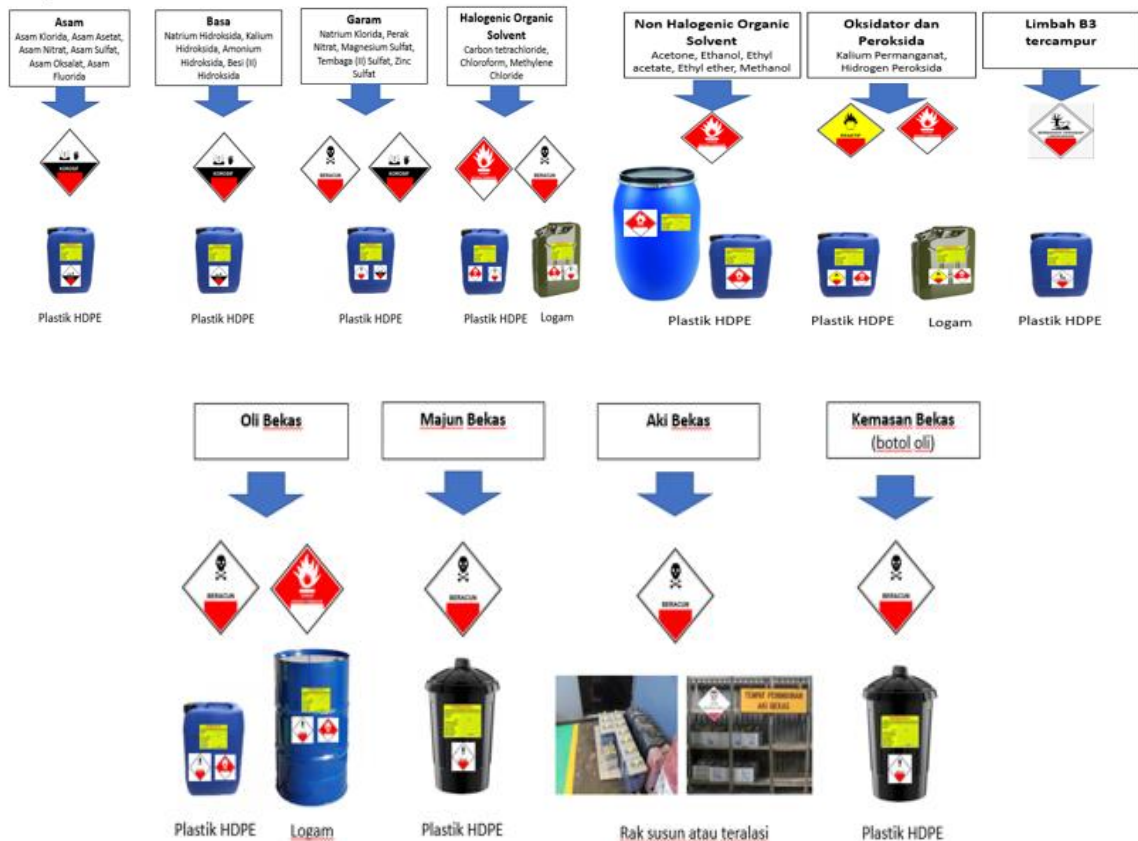 Asam
Asam Klorida, Asam Asetat,
Asam Nitrat, Asam Sulfat,
Asam Oksalat, Asam
Fluorida
Basa
Natrium Hidroksida, Kalium
Hidroksida, Amonium
Hidroksida, Besi (II)
Hidroksida
Garam
Natrium Klorida, Perak
Nitrat, Magnesium Sulfat,
Tembaga (II) Sulfat, Zinc
Sulfat
Halogenic Organic
Solvent
Carbon tetrachloride,
Chloroform, Methylene
Chloride
Non Halogenic Organic
Solvent
Acetone, Ethanol, Ethyl
acetate, Ethyl ether, Methanol
Oksidator dan
Peroksida
Kalium Permanganat,
Hidrogen Peroksida
Limbah B3
tercampur
KOROSIF
KOROSIF
BERACUN
KOROSIF
BERACUN
REAKTIF
Plastik HDPE
Plastik HDPE
Plastik HDPE
Plastik HDPE
Logam
Plastik HDPE
Plastik HDPE
Logam
Plastik HDPE
Oli Bekas
Majun Bekas
Aki Bekas
Kemasan Bekas
(botol oli)
BERACUN
BERACUN
BERACUN
BERACUN
AKI BEKAS
Plastik HDPE
Logam
Plastik HDPE
Rak susun atau teralasi
Plastik HDPE